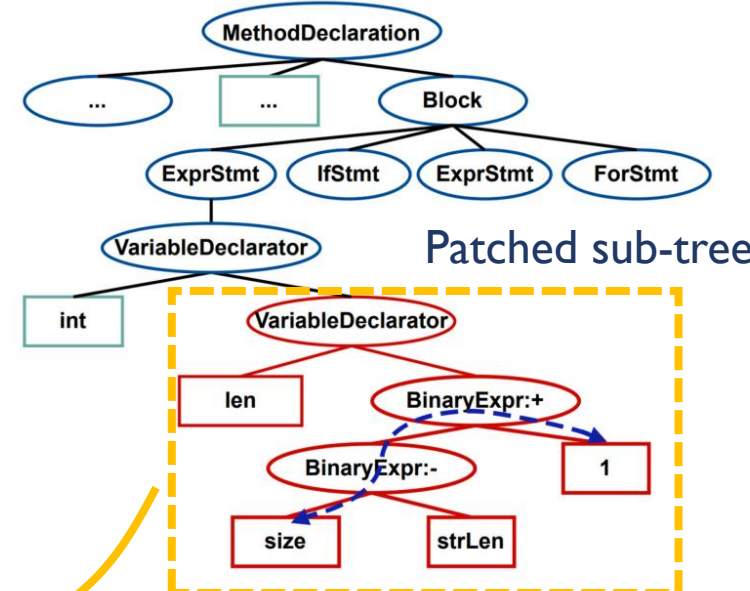 MethodDeclaration
... ... Block
ExprStmt IfStmt ExprStmt ForStmt
VariableDeclarator Patched sub-tree
int VariableDeclarator
len BinaryExpr:+
BinaryExpr:- 1
size strLen